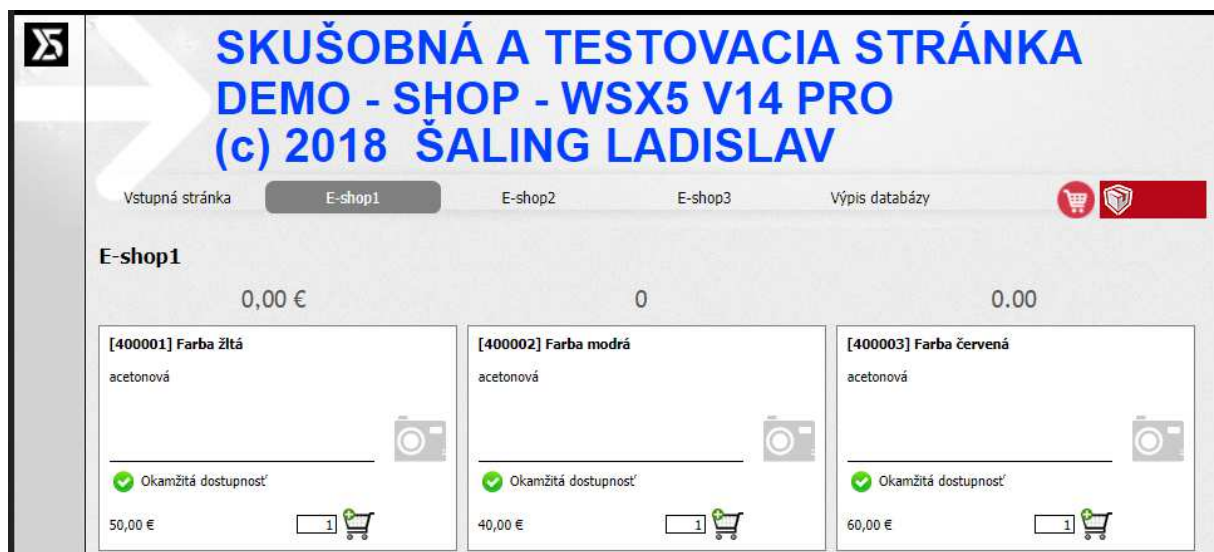 SKUŠOBNÁ A TESTOVACIA STRÁNKA
DEMO - SHOP - WSX5 V14 PRO
(c) 2018 ŠALING LADISLAV
Vstupná stránka E-shop1 E-shop2 E-shop3 Výpis databázy
E-shop1
0,00 € 0 0.00
[400001] Farba žltá
acetonová
Okamžitá dostupnosť
50,00 € 1
[400002] Farba modrá
acetonová
Okamžitá dostupnosť
40,00 € 1
[400003] Farba červená
acetonová
Okamžitá dostupnosť
60,00 € 1